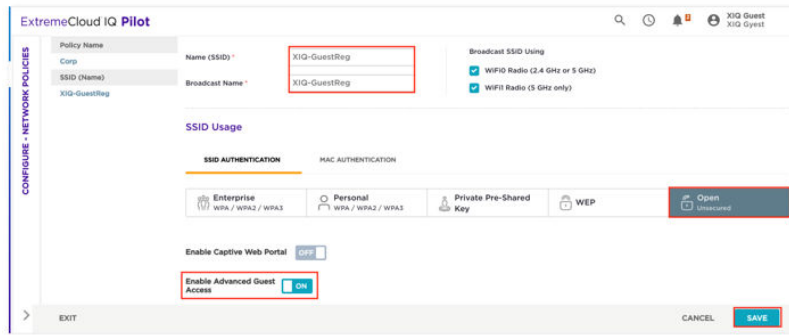 ExtremeCloud IQ Pilot
XIQ Guest
XIQ Gyest
CONFIGURE - NETWORK POLICIES
Policy Name
Corp
SSID (Name)
XIQ-GuestReg
Name (SSID) *
XIQ-GuestReg
Broadcast Name *
XIQ-GuestReg
Broadcast SSID Using
WiFi0 Radio (2.4 GHz or 5 GHz)
WiFi1 Radio (5 GHz only)
SSID Usage
SSID AUTHENTICATION
MAC AUTHENTICATION
Enterprise
WPA / WPA2 / WPA3
Personal
WPA / WPA2 / WPA3
Private Pre-Shared
Key
WEP
Open
Unsecured
Enable Captive Web Portal
OFF
Enable Advanced Guest
Access
ON
EXIT
CANCEL
SAVE